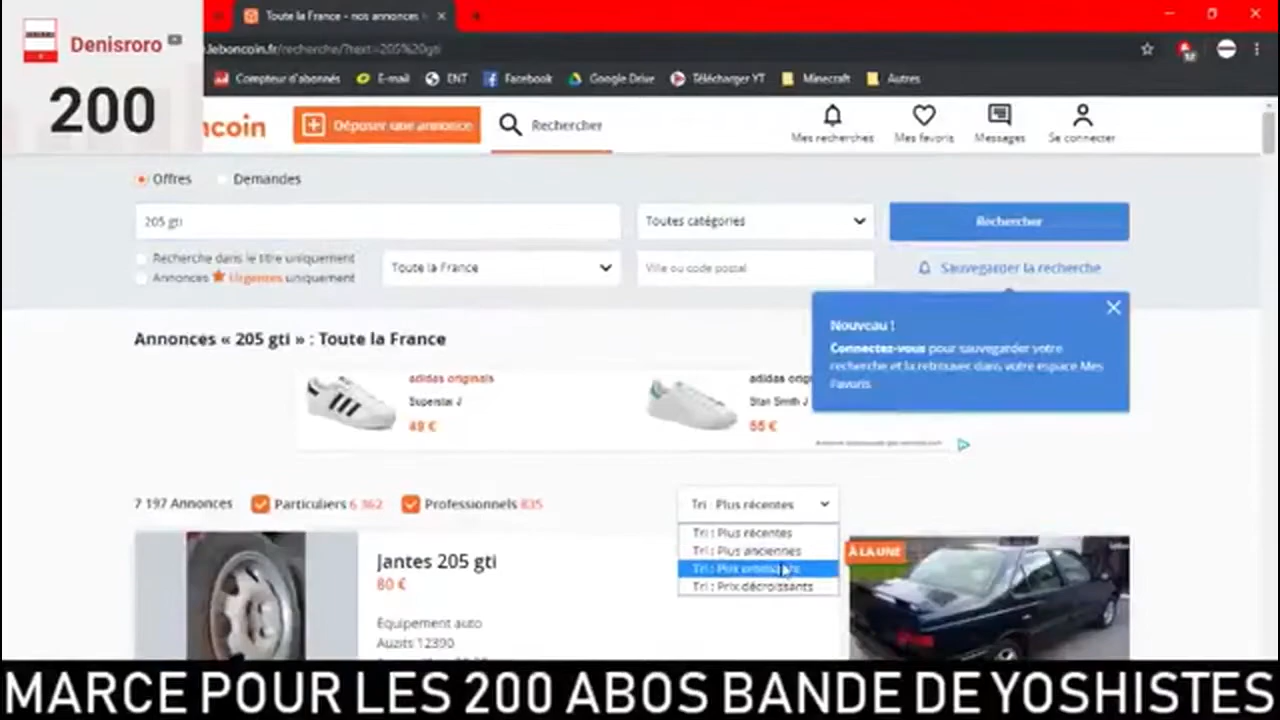 Toute la France - nos annonces
Denisroro
200
.leboncoin.fr/recherche/?text=205%20gti
Compteur d'abonnés
E-mail
ENT
Facebook
Google Drive
Télécharger YT
Minecraft
Autres
ncoin
Déposer une annonce
Rechercher
Mes recherches
Mes favoris
Messages
Se connecter
Offres
Demandes
205 gti
Toutes catégories
Rechercher
Recherche dans le titre uniquement
Annonces Urgentes uniquement
Toute la France
Ville ou code postal
Sauvegarder la recherche
Nouveau !
Connectez-vous pour sauvegarder votre
recherche et la retrouver dans votre espace Mes
Favoris
Annonces « 205 gti » : Toute la France
adidas originals
Superstar J
49 €
adidas orig
Stan Smith J
55 €
7 197 Annonces
Particuliers 6 362
Professionnels 835
Tri : Plus récentes
Tri : Plus récentes
Tri : Plus anciennes
Tri : Prix
Tri : Prix décroissants
À LA UNE
Jantes 205 gti
80 €
Équipement auto
Auzits 12390
MARCE POUR LES 200 ABOS BANDE DE YOSHISTES